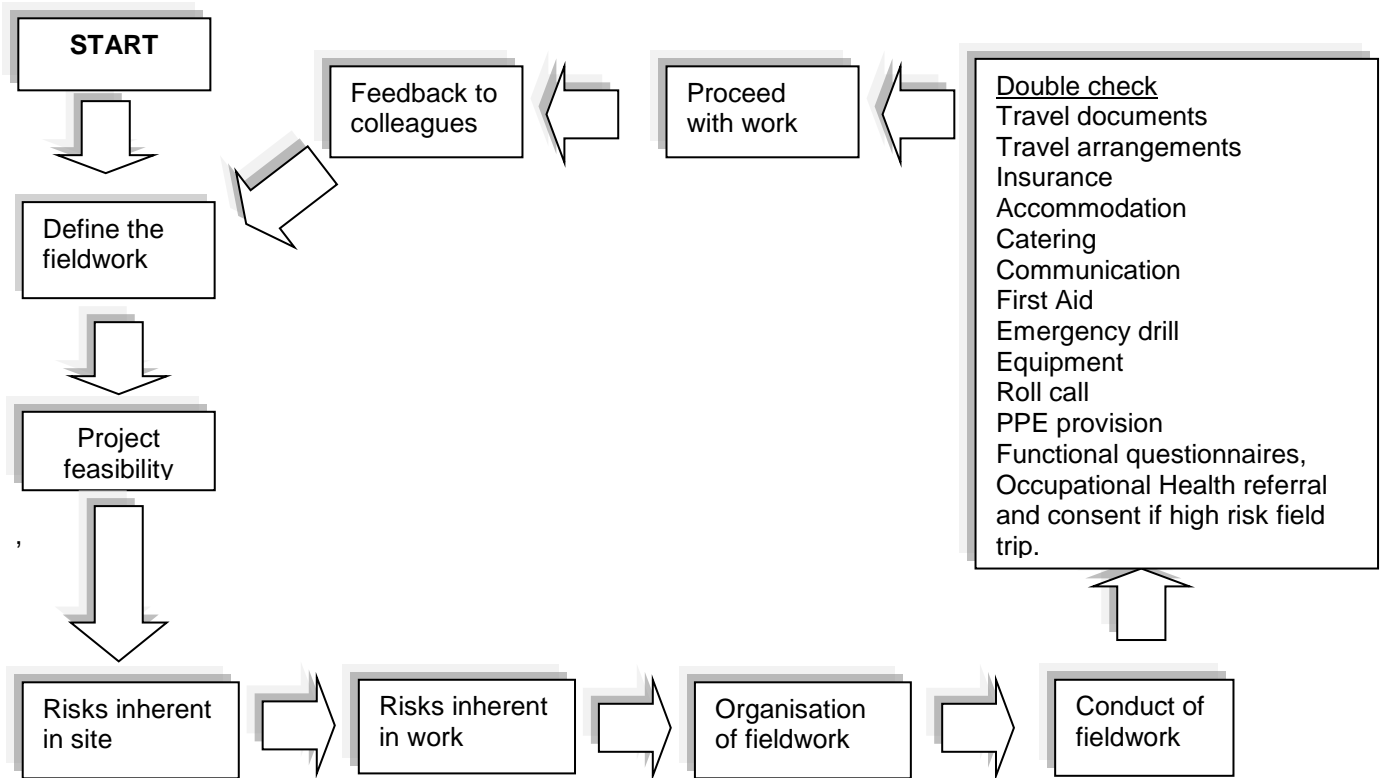 START
Define the
fieldwork
Project
feasibility
,
Risks inherent
in site
Risks inherent
in work
Organisation
of fieldwork
Conduct of
fieldwork
Double check
Travel documents
Travel arrangements
Insurance
Accommodation
Catering
Communication
First Aid
Emergency drill
Equipment
Roll call
PPE provision
Functional questionnaires,
Occupational Health referral
and consent if high risk field
trip.
Proceed
with work
Feedback to
colleagues